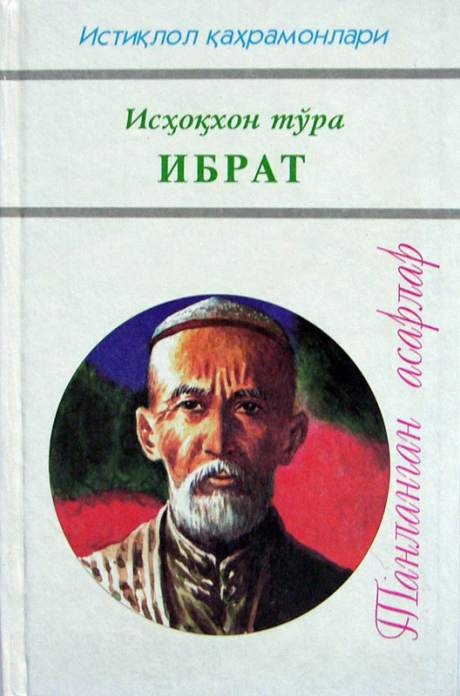 Истиқлол қаҳрамонлари
Исҳоқхон тўра
ИБРАТ
Танланган асарлар